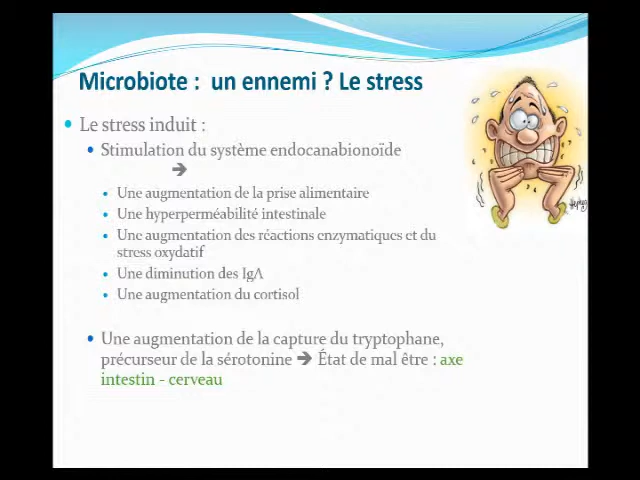 Microbiote : un ennemi ? Le stress
Le stress induit :
Stimulation du système endocanabionoïde
➔
Une augmentation de la prise alimentaire
Une hyperperméabilité intestinale
Une augmentation des réactions enzymatiques et du
stress oxydatif
Une diminution des IgA
Une augmentation du cortisol
Une augmentation de la capture du tryptophane,
précurseur de la sérotonine ➔ État de mal être : axe
intestin - cerveau